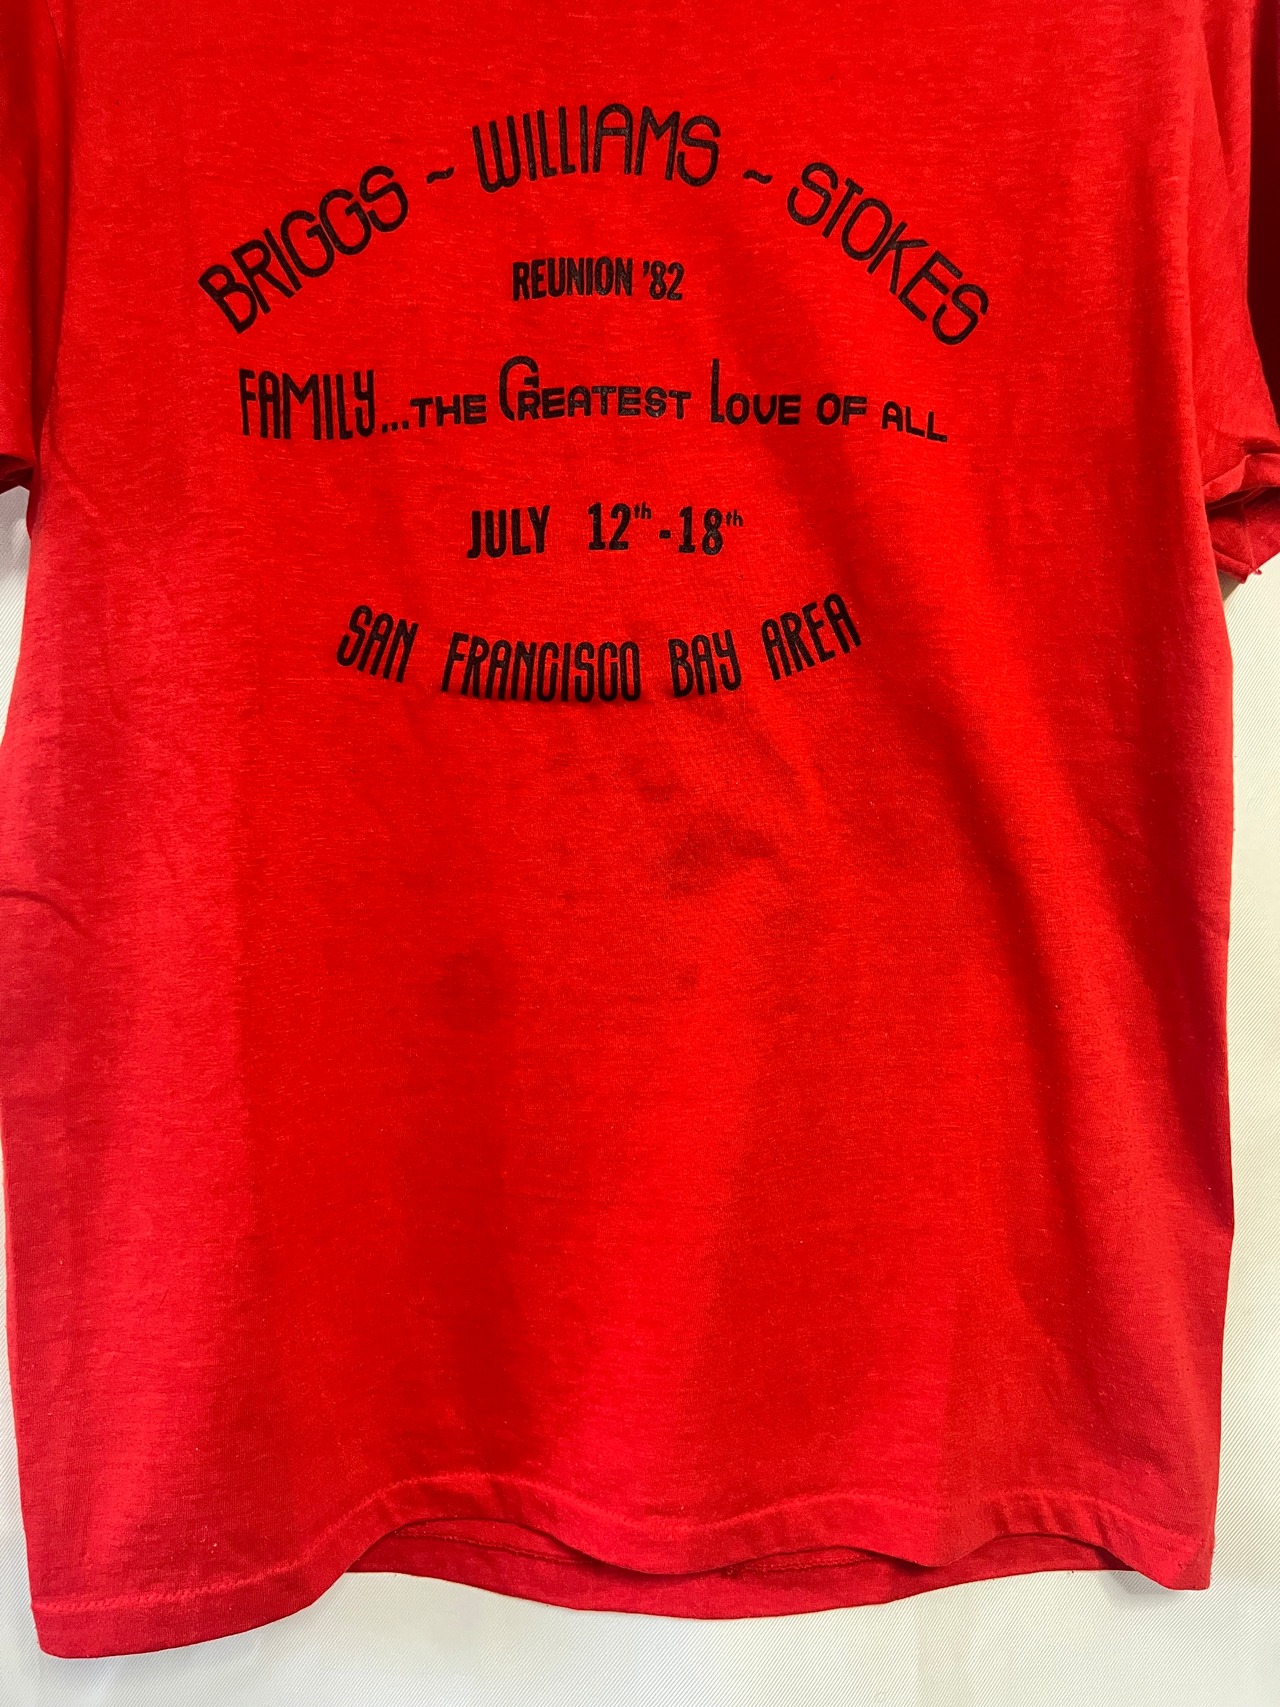 BRIGGS ~ WILLIAMS ~ STOKES
REUNION '82
FAMILY...THE GREATEST LOVE OF ALL
JULY 12th - 18th
SAN FRANCISCO BAY AREA